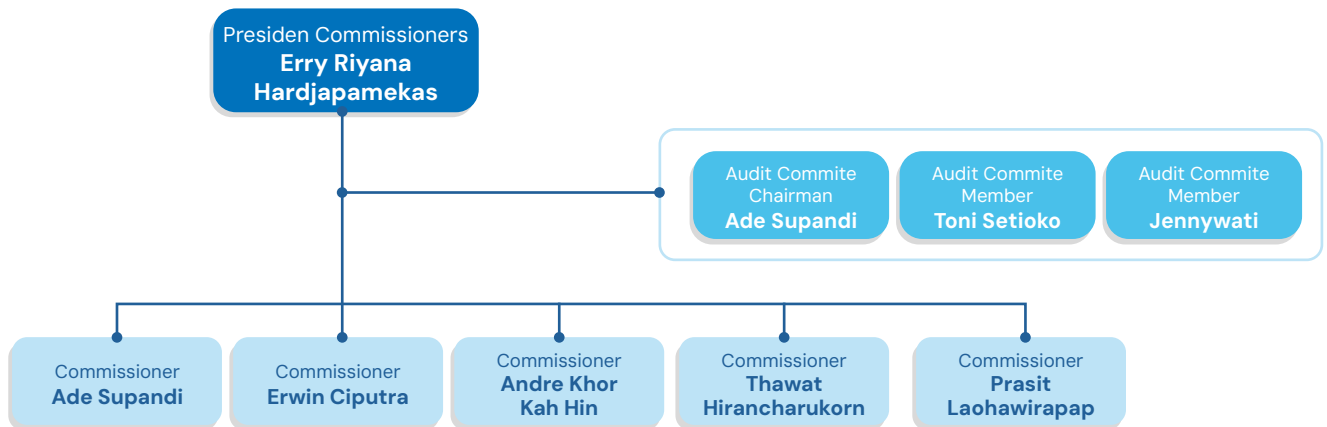 Presiden Commissioners
Erry Riyana
Hardjapamekas
Audit Commite
Chairman
Ade Supandi
Audit Commite
Member
Toni Setioko
Audit Commite
Member
Jennywati
Commissioner
Ade Supandi
Commissioner
Erwin Ciputra
Commissioner
Andre Khor
Kah Hin
Commissioner
Thawat
Hirancharukorn
Commissioner
Prasit
Laohawirapap